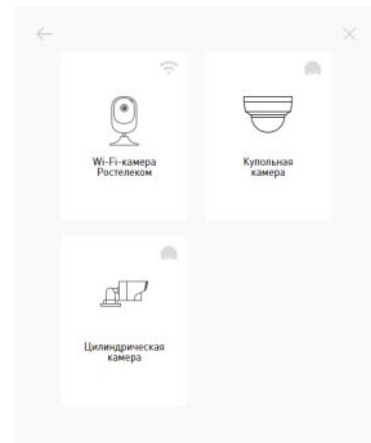 Wi-Fi-камера
Ростелеком
Купольная
камера
Цилиндрическая
камера